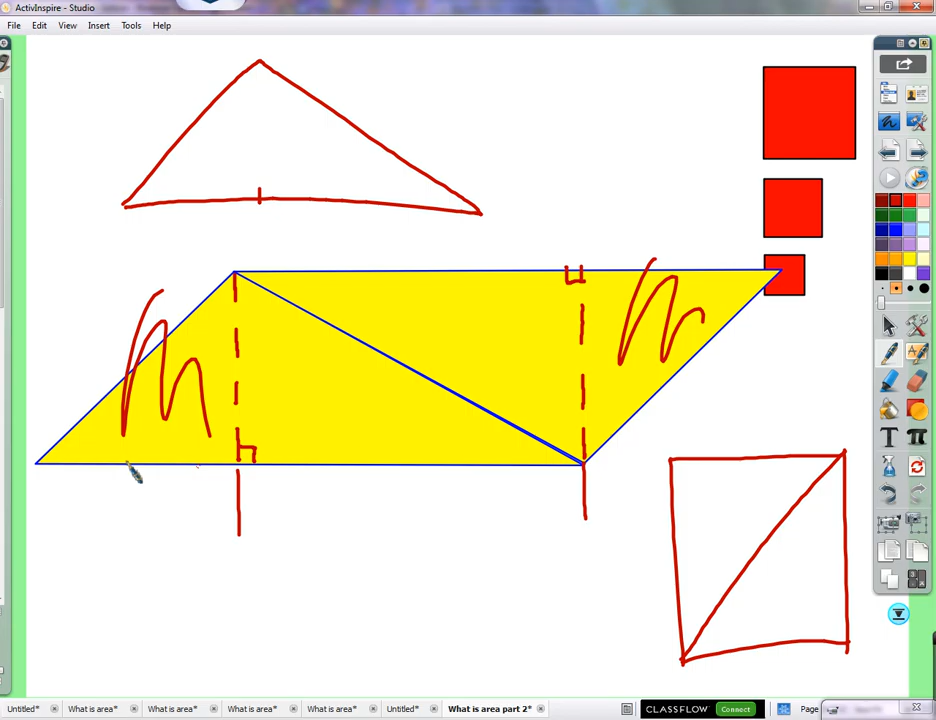 ActivInspire - Studio
File Edit View Insert Tools Help
h h
T π
Untitled* What is area* What is area* What is area* What is area* Untitled* What is area part 2* CLASSFLOW Connect Page